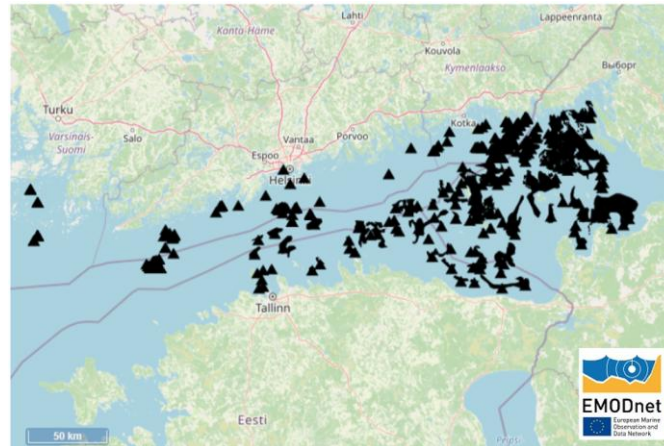 Lahti
Lappeenranta
Kanta-Häme
Kouvola
Выборг
Kymenlaakso
Turku
Kotka
Varsinais-
Suomi
Salo
Vantaa
Porvoo
Espoo
Helsinki
Tallinn
Eesti
50 km
EMODnet
European Marine
Observation and
Data Network